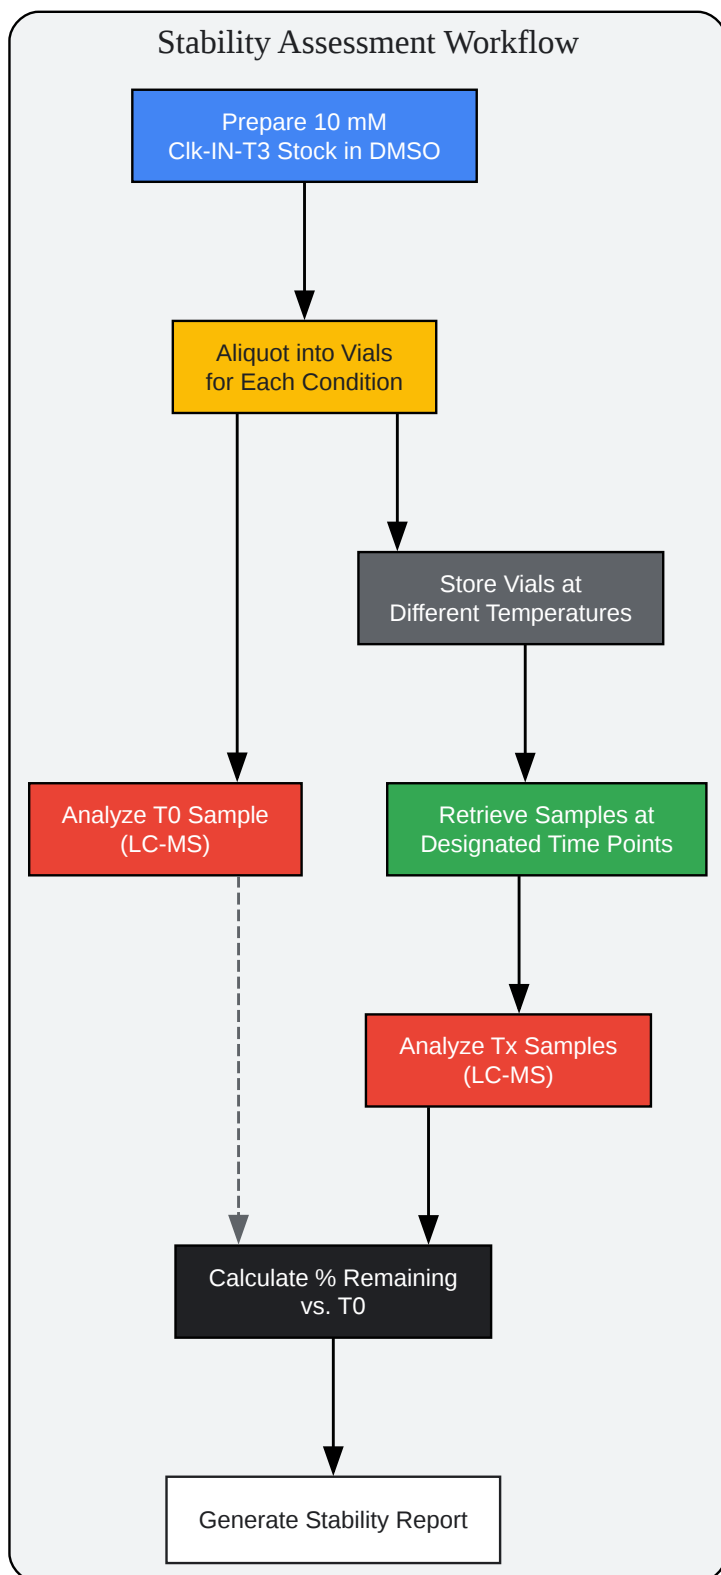 Stability Assessment Workflow
Prepare 10 mM
Clk-IN-T3 Stock in DMSO
Aliquot into Vials
for Each Condition
Store Vials at
Different Temperatures
Analyze T0 Sample
(LC-MS)
Retrieve Samples at
Designated Time Points
Analyze Tx Samples
(LC-MS)
Calculate % Remaining
vs. T0
Generate Stability Report